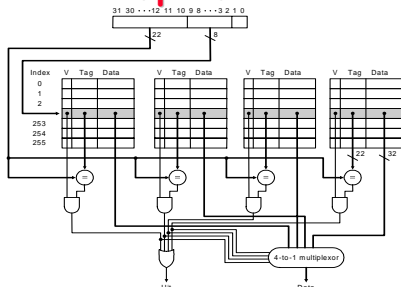 31 30 ··· 12 11 10 9 8 ··· 3 2 1 0
22 8
Index V Tag Data V Tag Data V Tag Data V Tag Data
0
1
2
253
254
255
22 32
= = = =
4-to-1 multiplexor
Hit Data